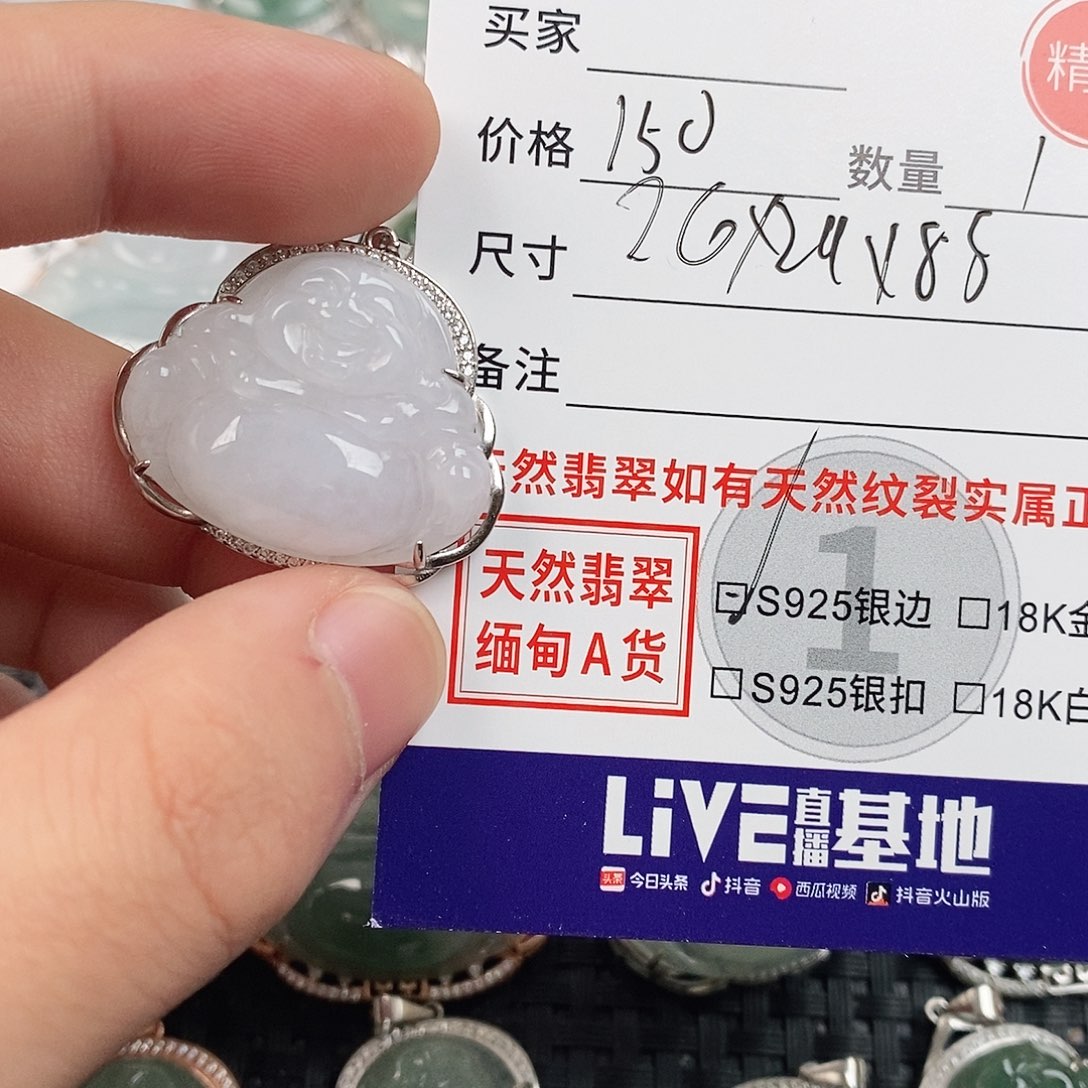 买家
精
价格 150 数量 1
尺寸 26X24X88
备注
天然翡翠如有天然纹裂实属正
天然翡翠
缅甸A货
1
S925银边 18K金
S925银扣 18K白
LiVE直播基地
头条 今日头条 抖音 西瓜视频 抖音火山版